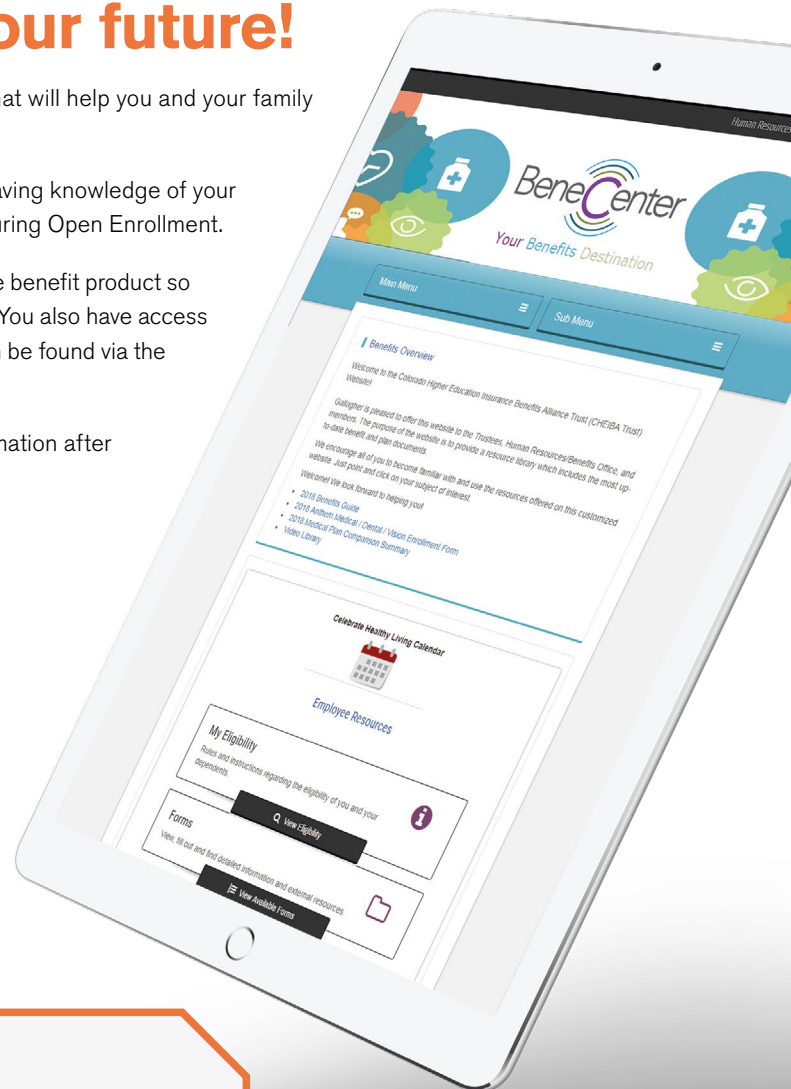 our future!
hat will help you and your family
aving knowledge of your
uring Open Enrollment.
e benefit product so
You also have access
n be found via the
mation after
Human Resources
BeneCenter
Your Benefits Destination
Main Menu
Sub Menu
Benefits Overview
Welcome to the Colorado Higher Education Insurance Benefits Alliance Trust (CHEIBA Trust)
Website!
Gallagher is pleased to offer this website to the Trustees, Human Resources/Benefits Office, and
members. The purpose of the website is to provide a resource library which includes the most up-
to-date benefit and plan documents.
We encourage all of you to become familiar with and use the resources offered on this customized
website. Just point and click on your subject of interest.
Welcome! We look forward to helping you!
• 2018 Benefits Guide
• 2018 Anthem Medical / Dental / Vision Enrollment Form
• 2018 Medical Plan Comparison Summary
• Video Library
Celebrate Healthy Living Calendar
Employee Resources
My Eligibility
Rules and instructions regarding the eligibility of you and your
dependents.
View Eligibility
Forms
View, fill out and find detailed information and external resources
View Available Forms